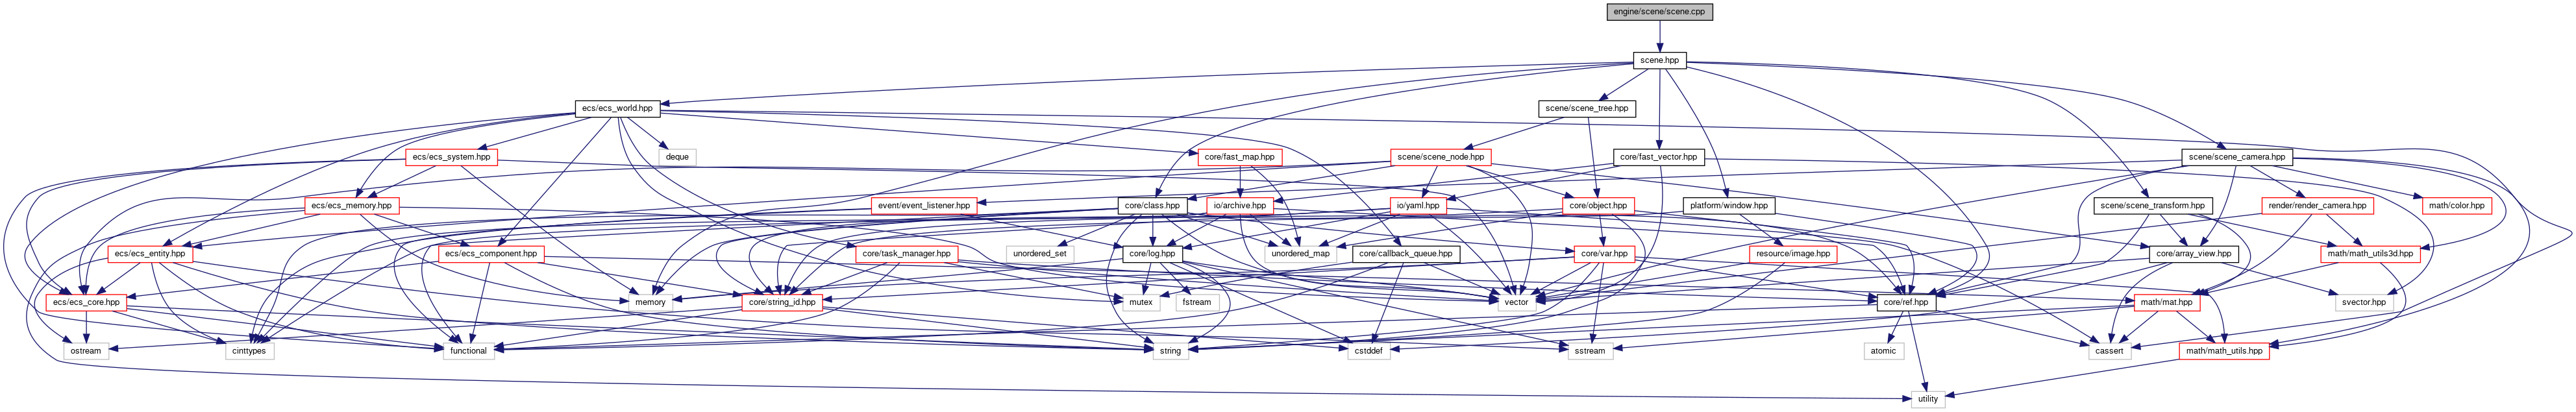 engine/scene/scene.cpp
scene.hpp
ecs/ecs_world.hpp
scene/scene_tree.hpp
ecs/ecs_system.hpp
deque
core/fast_map.hpp
scene/scene_node.hpp
core/fast_vector.hpp
scene/scene_camera.hpp
ecs/ecs_memory.hpp
event/event_listener.hpp
core/class.hpp
io/archive.hpp
io/yaml.hpp
core/object.hpp
platform/window.hpp
scene/scene_transform.hpp
render/render_camera.hpp
math/color.hpp
ecs/ecs_entity.hpp
ecs/ecs_component.hpp
core/task_manager.hpp
unordered_set
core/log.hpp
unordered_map
core/callback_queue.hpp
core/var.hpp
resource/image.hpp
core/array_view.hpp
math/math_utils3d.hpp
ecs/ecs_core.hpp
memory
core/string_id.hpp
mutex
fstream
vector
core/ref.hpp
math/mat.hpp
svector.hpp
ostream
cinttypes
functional
string
cstddef
sstream
atomic
cassert
math/math_utils.hpp
utility